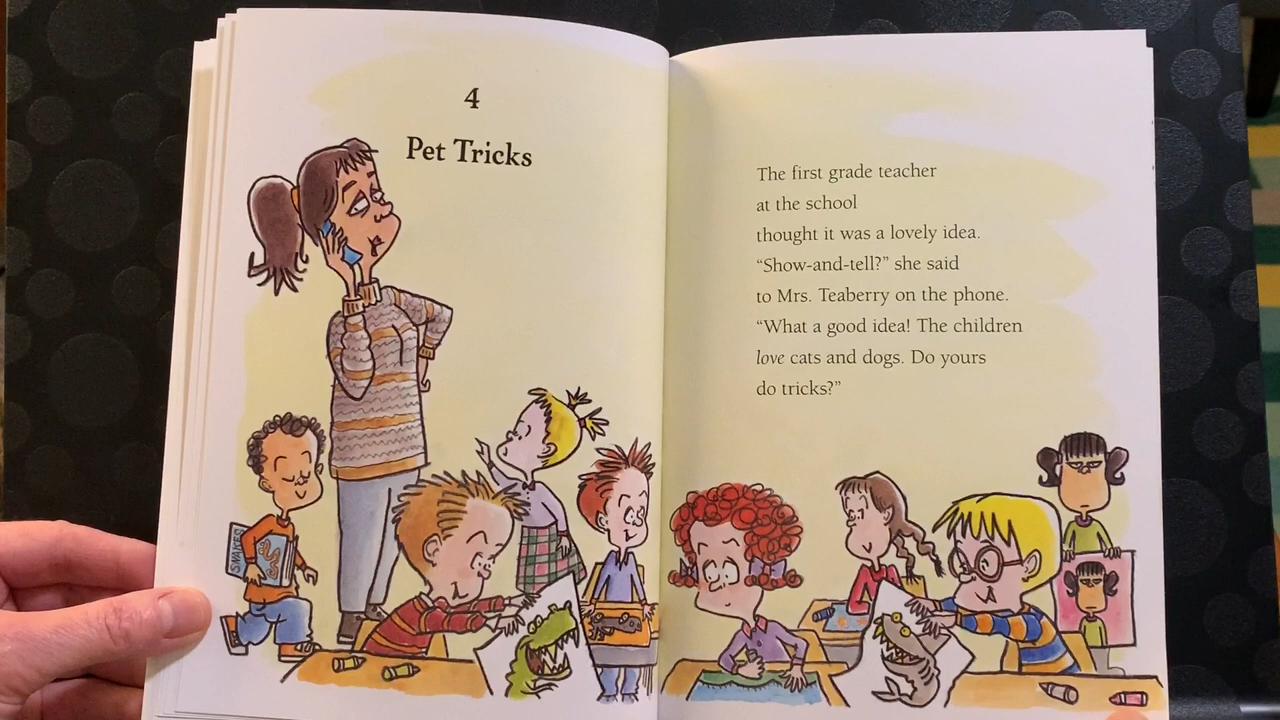 4
Pet Tricks
SNAKES
The first grade teacher
at the school
thought it was a lovely idea.
“Show-and-tell?” she said
to Mrs. Teaberry on the phone.
“What a good idea! The children
love cats and dogs. Do yours
do tricks?”